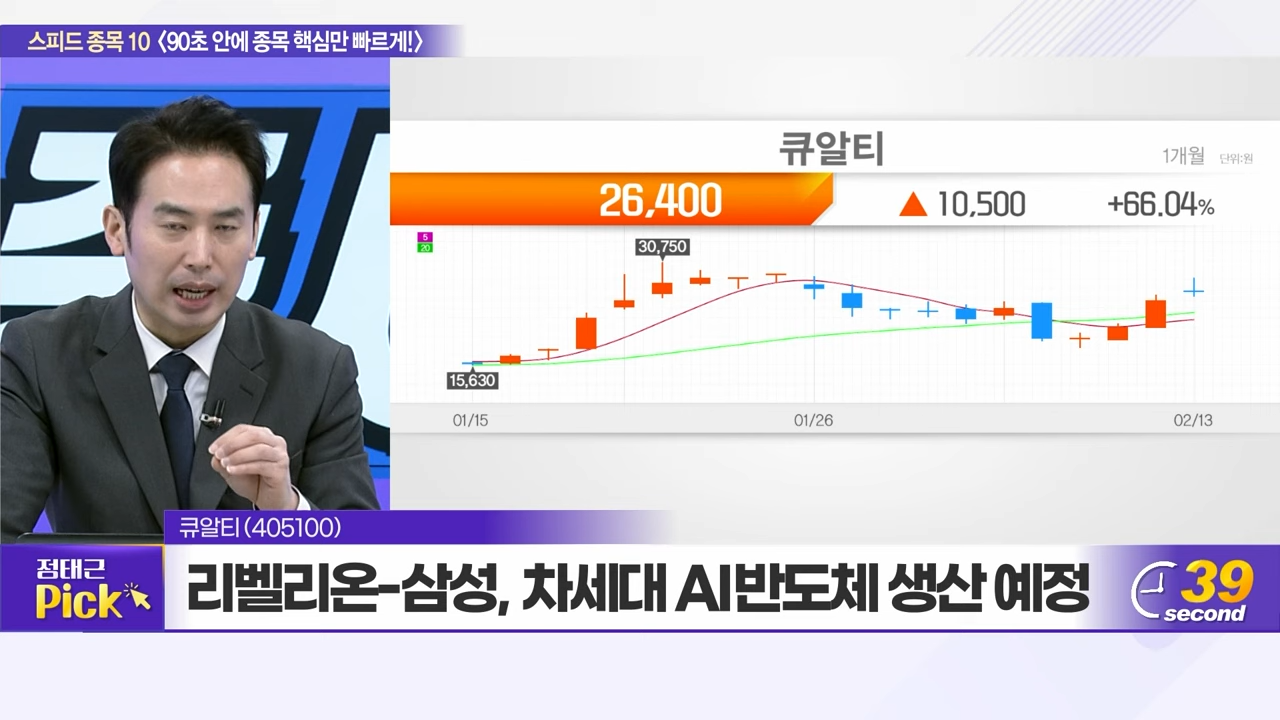 스피드 종목 10 〈90초 안에 종목 핵심만 빠르게!〉
큐알티
1개월 단위:원
26,400 ▲ 10,500 +66.04%
5
20
30,750
15,630
01/15 01/26 02/13
큐알티(405100)
정태근
Pick
리벨리온-삼성, 차세대 AI반도체 생산 예정
39
second